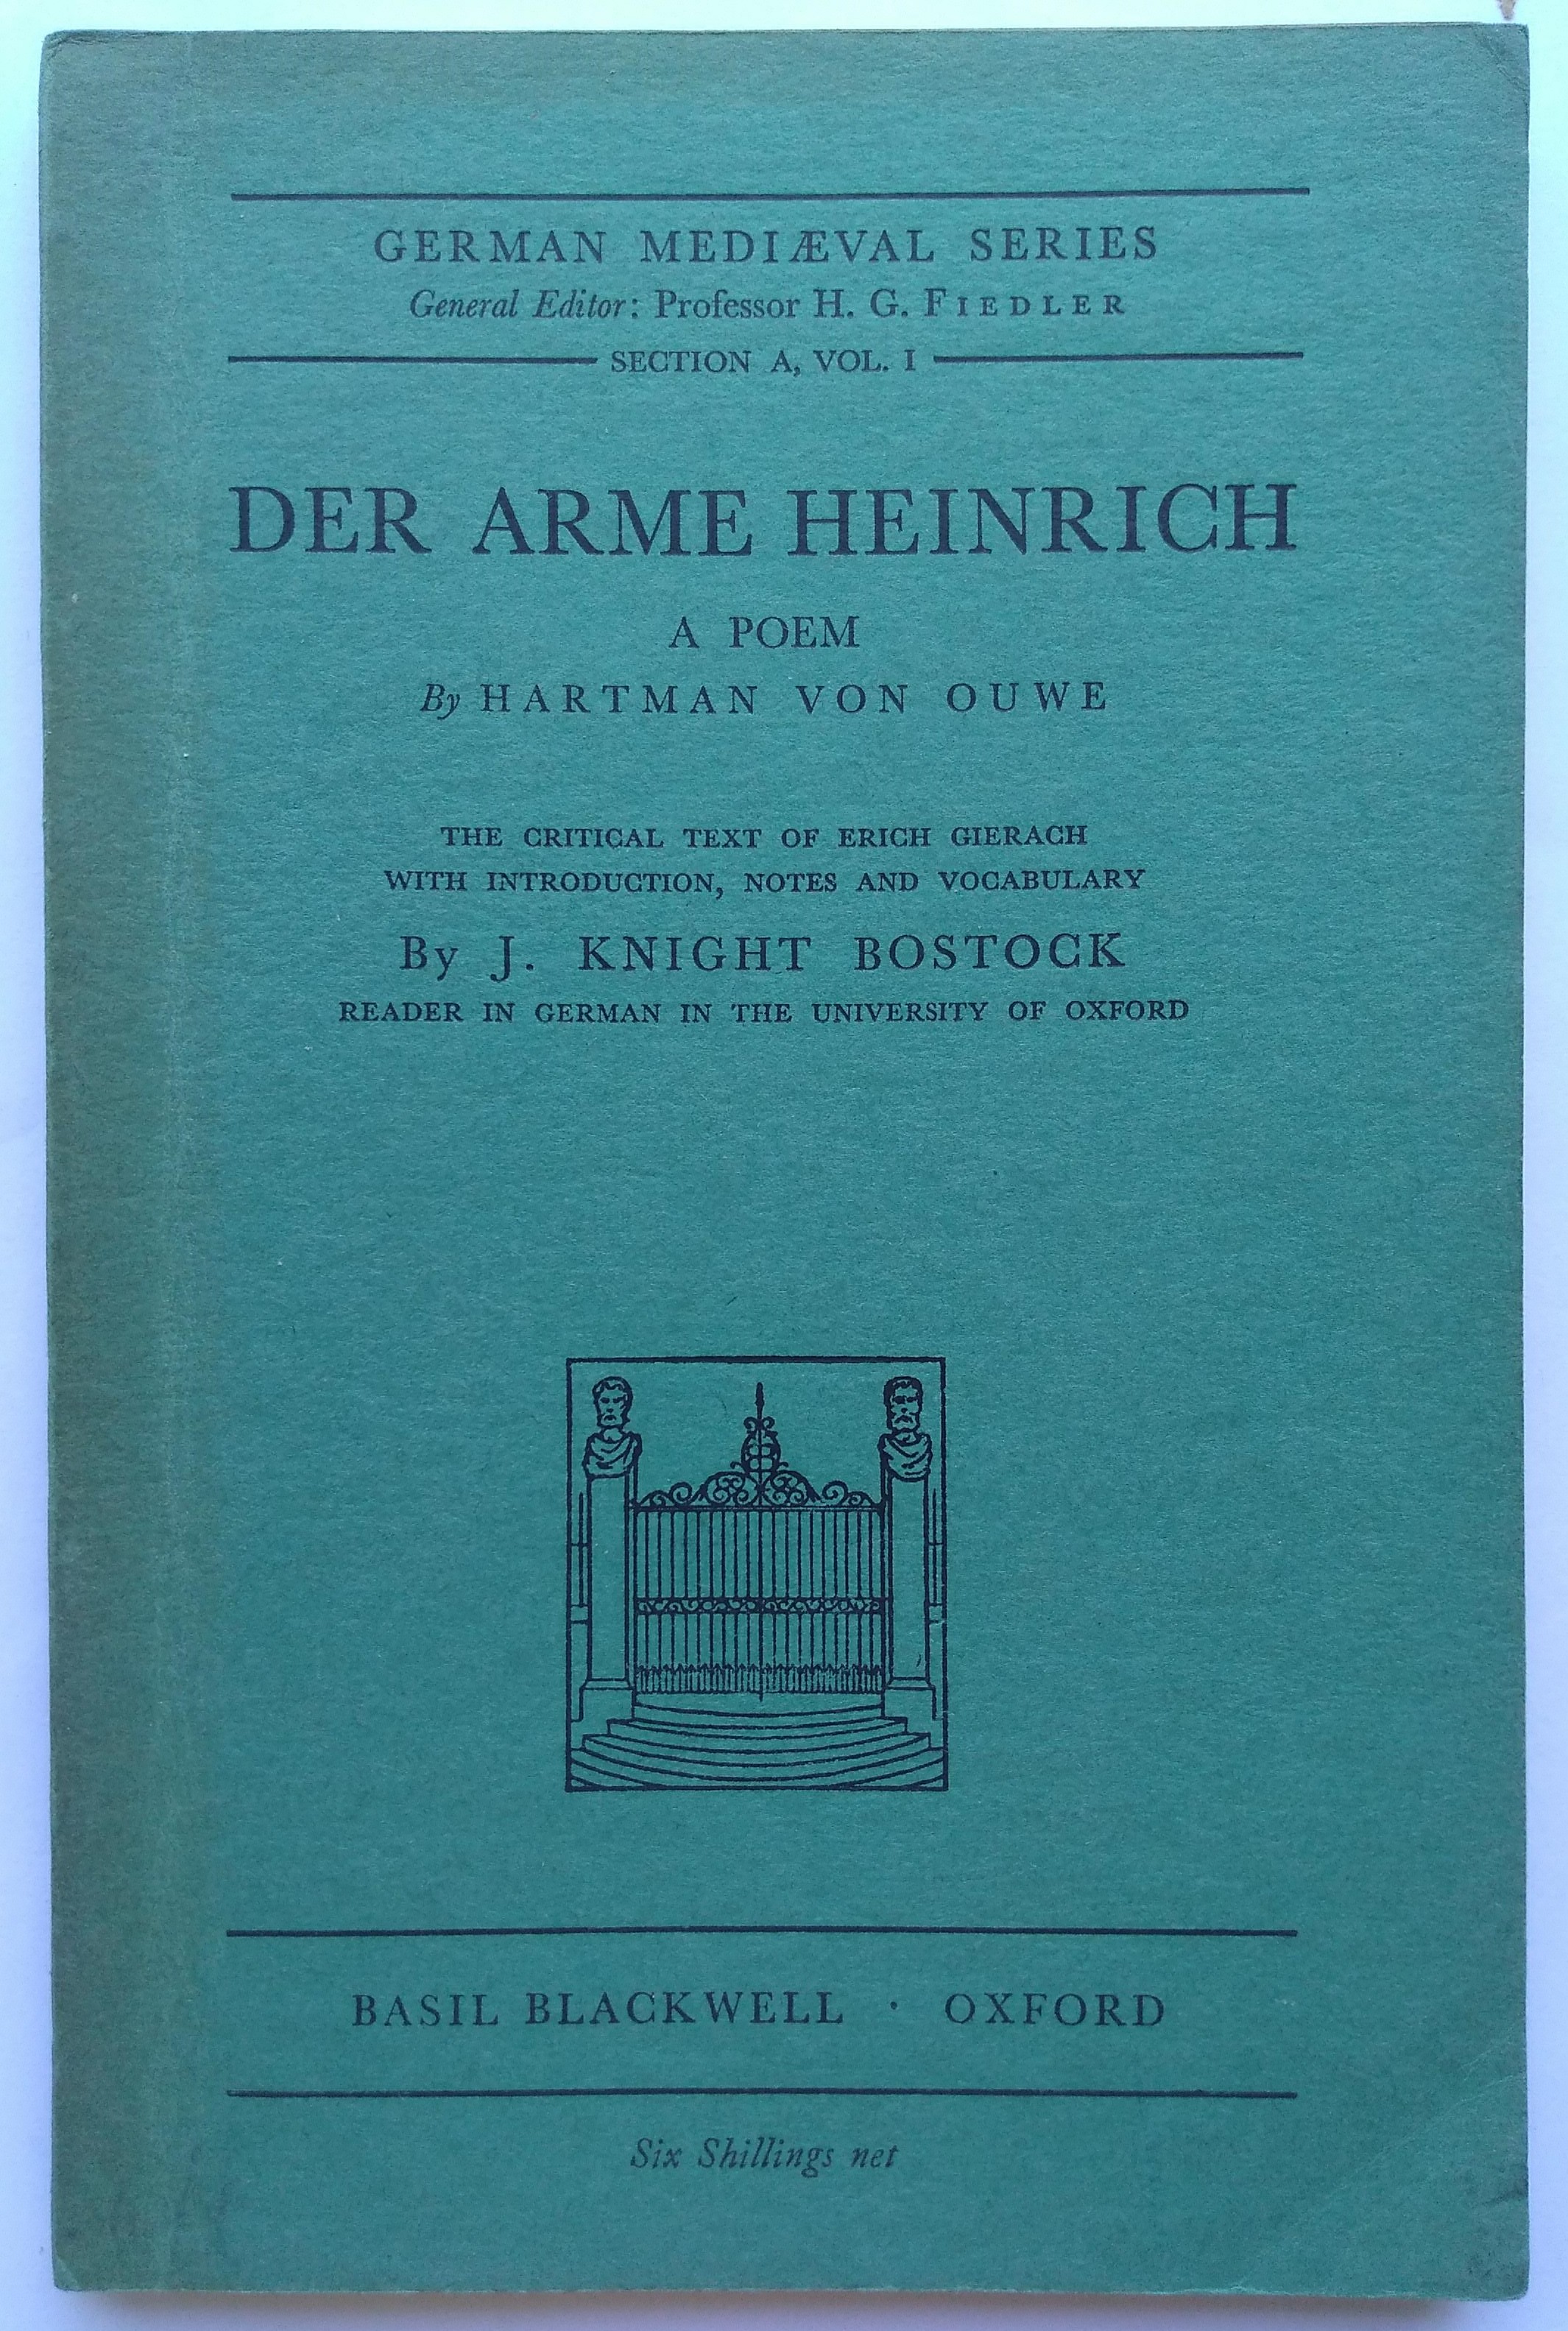 GERMAN MEDIÆVAL SERIES
General Editor: Professor H. G. FIEDLER
SECTION A, VOL. I
DER ARME HEINRICH
A POEM
By HARTMAN VON OUWE
THE CRITICAL TEXT OF ERICH GIERACH
WITH INTRODUCTION, NOTES AND VOCABULARY
By J. KNIGHT BOSTOCK
READER IN GERMAN IN THE UNIVERSITY OF OXFORD
BASIL BLACKWELL · OXFORD
Six Shillings net